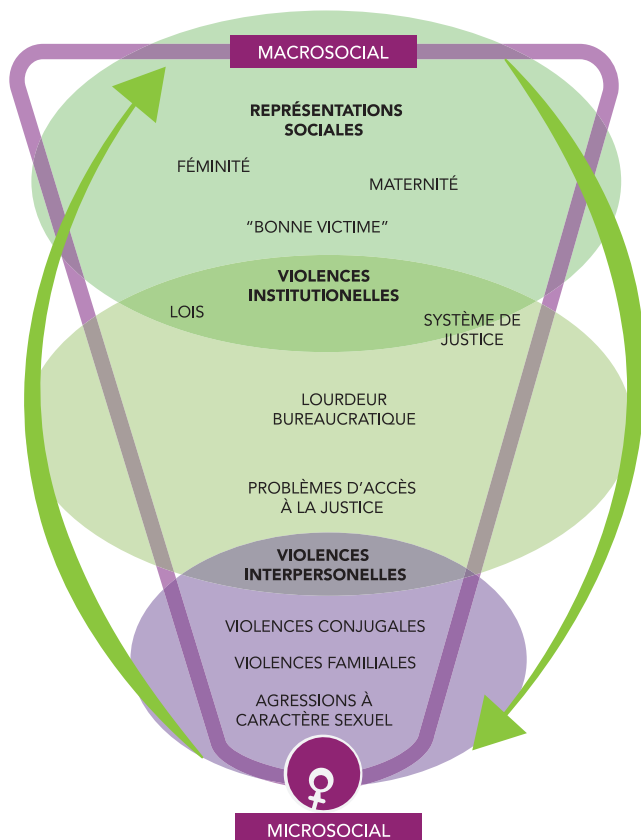 MACROSOCIAL
REPRÉSENTATIONS
SOCIALES
FÉMINITÉ
MATERNITÉ
“BONNE VICTIME”
VIOLENCES
INSTITUTIONELLES
LOIS
SYSTÈME DE
JUSTICE
LOURDEUR
BUREAUCRATIQUE
PROBLÈMES D’ACCÈS
À LA JUSTICE
VIOLENCES
INTERPERSONELLES
VIOLENCES CONJUGALES
VIOLENCES FAMILIALES
AGRESSIONS À
CARACTÈRE SEXUEL
MICROSOCIAL